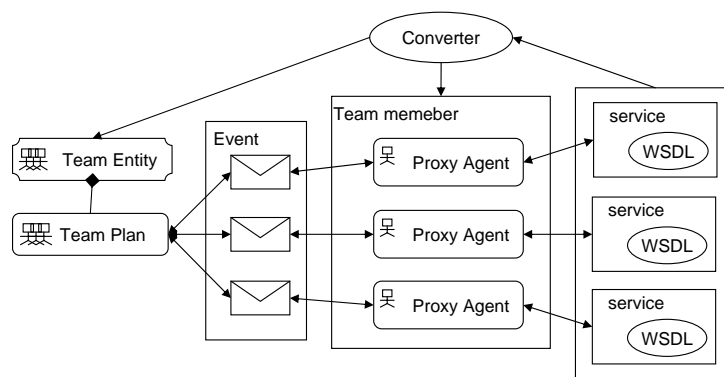 Converter
Team memeber
service
WSDL
Event
Team Entity
Proxy Agent
Team Plan
Proxy Agent
service
WSDL
Proxy Agent
service
WSDL